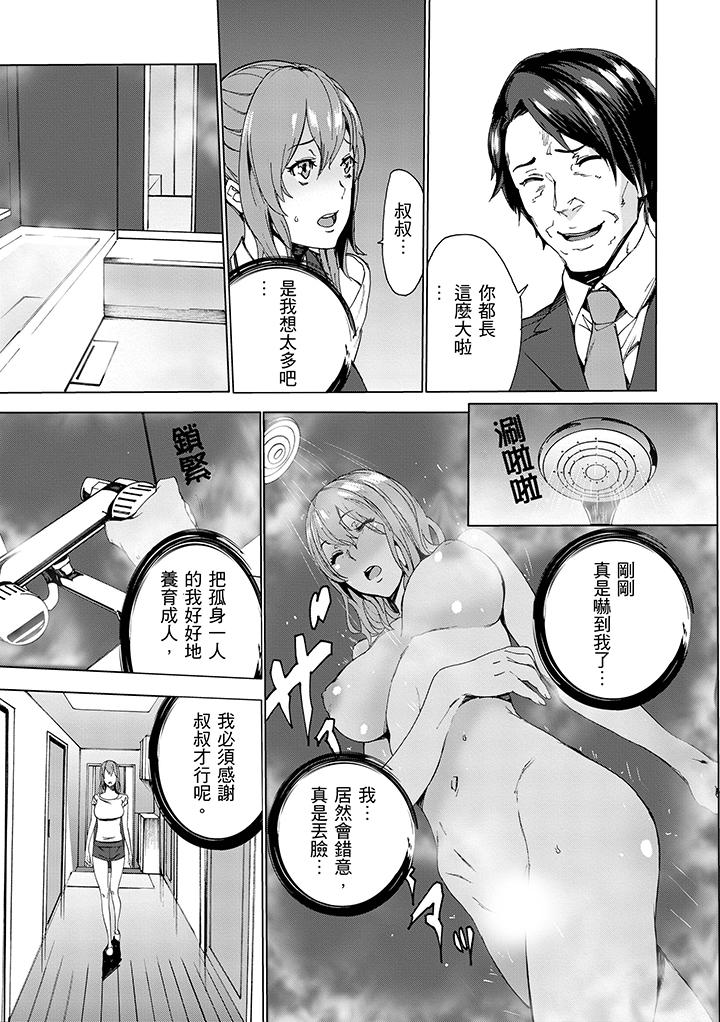 你都長
這麼大啦
…
叔叔…
是我想太多吧
…
涮啦啦
剛剛
真是嚇到我了…
我…
居然會錯意，
真是丟臉…
鎖緊
把孤身一人
的我好好地
養育成人，
我必須感謝
叔叔才行呢。